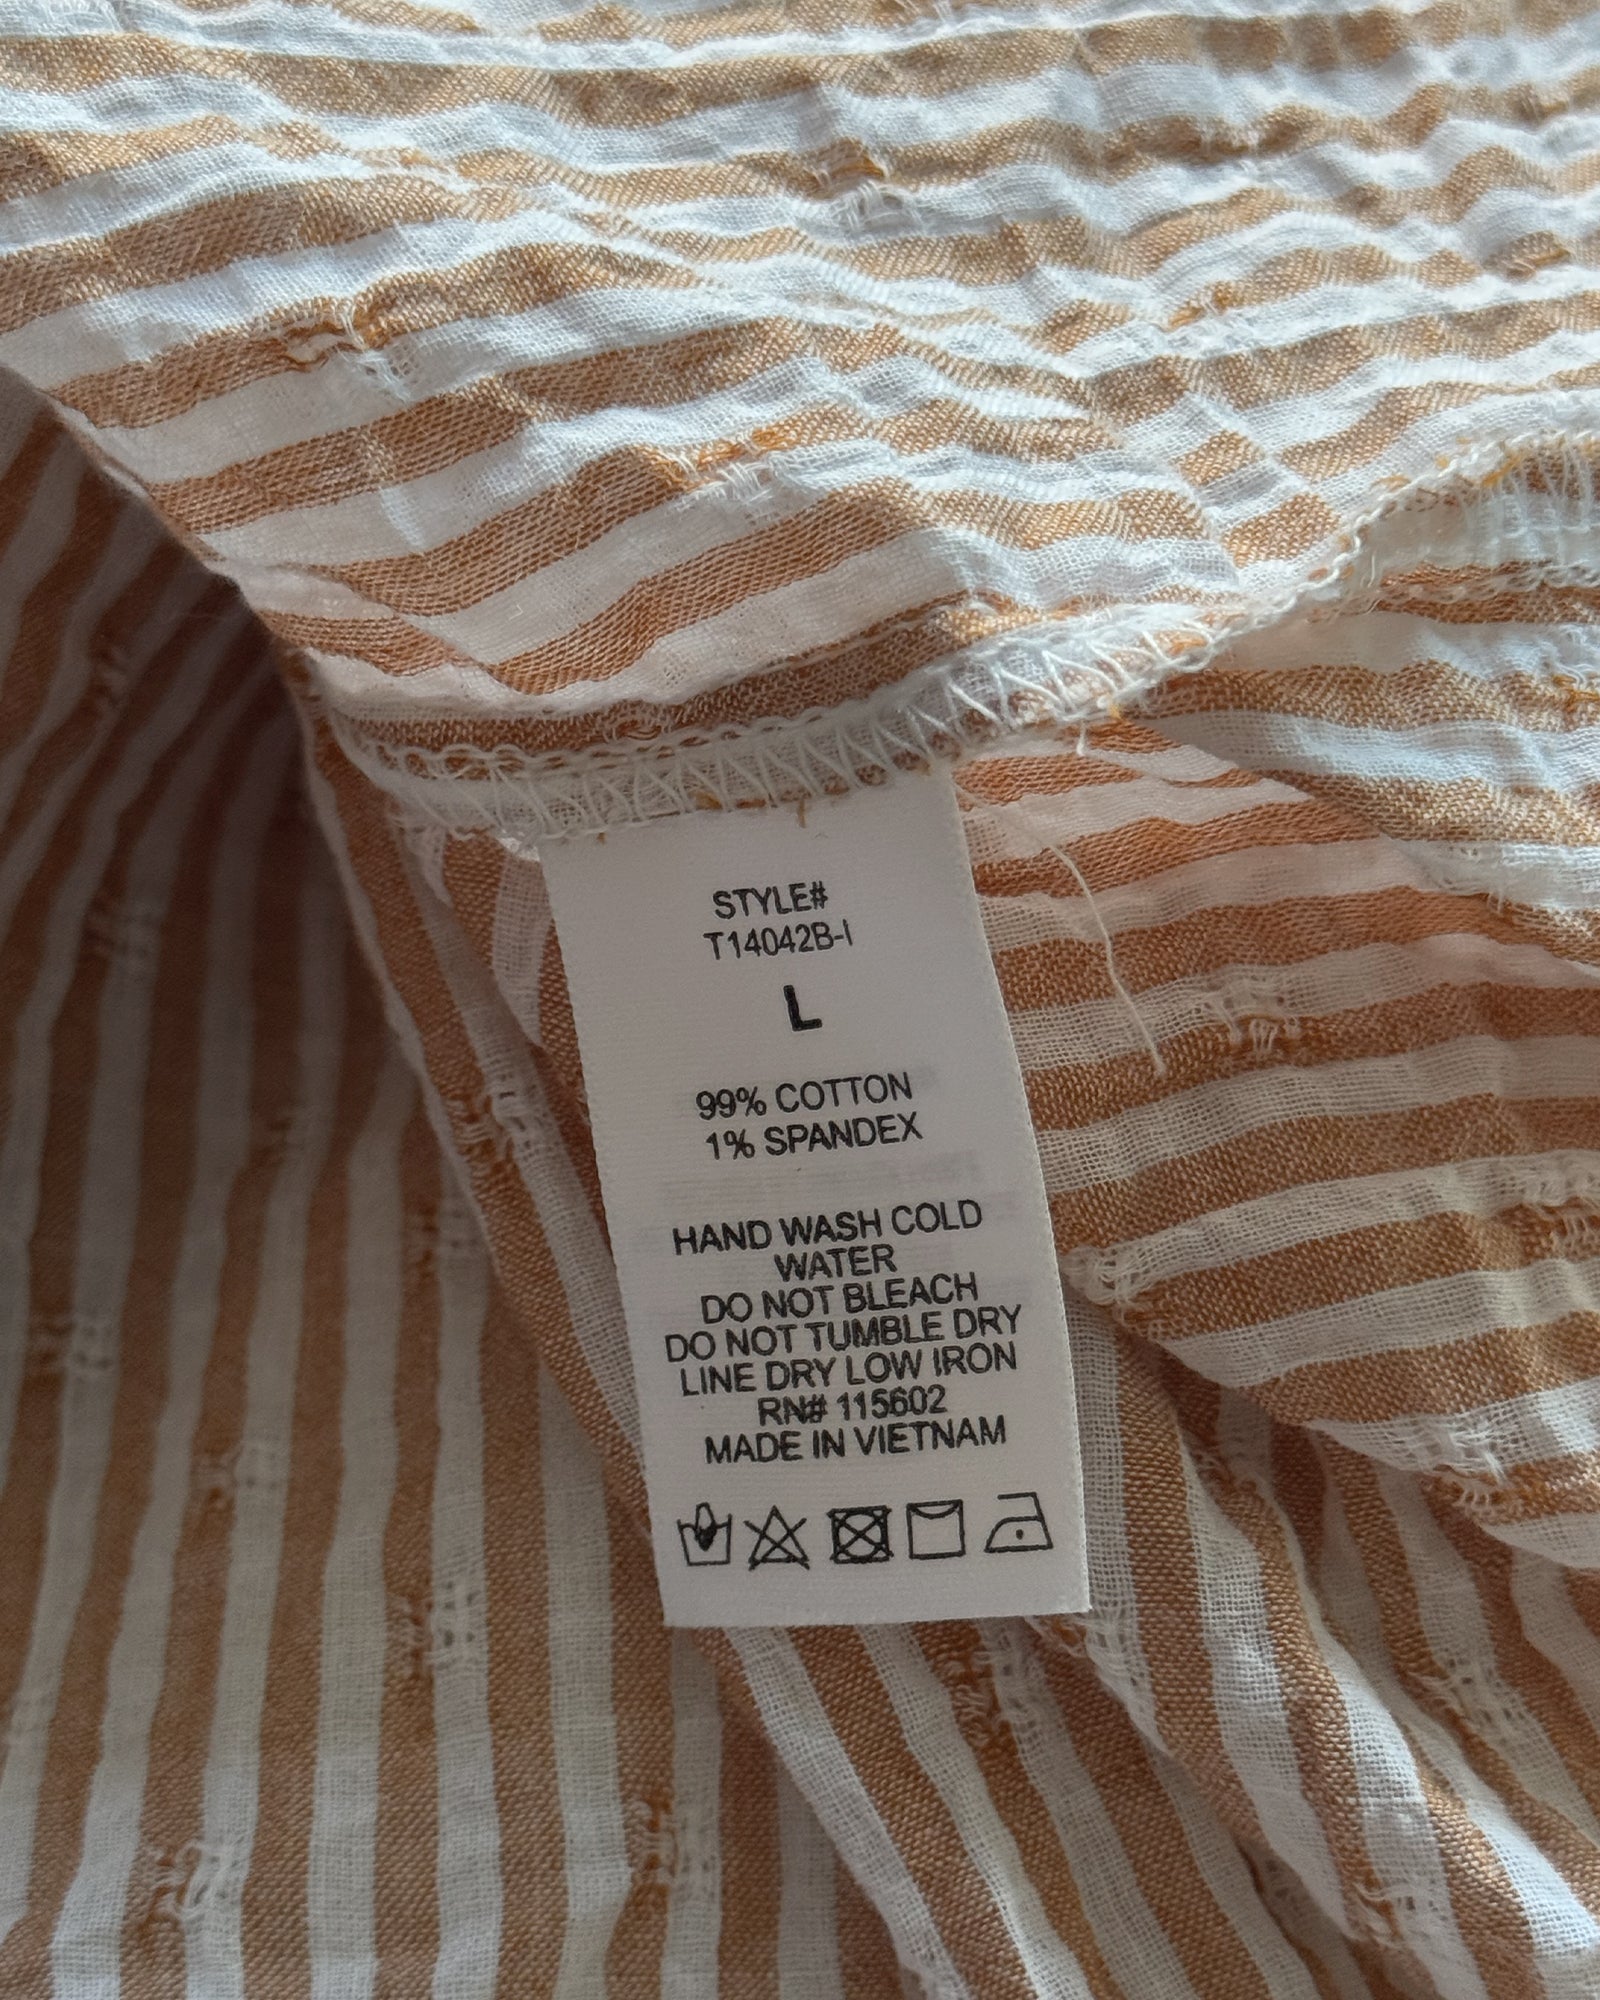 STYLE#
T14042B-I
L
99% COTTON
1% SPANDEX
HAND WASH COLD
WATER
DO NOT BLEACH
DO NOT TUMBLE DRY
LINE DRY LOW IRON
RN# 115602
MADE IN VIETNAM